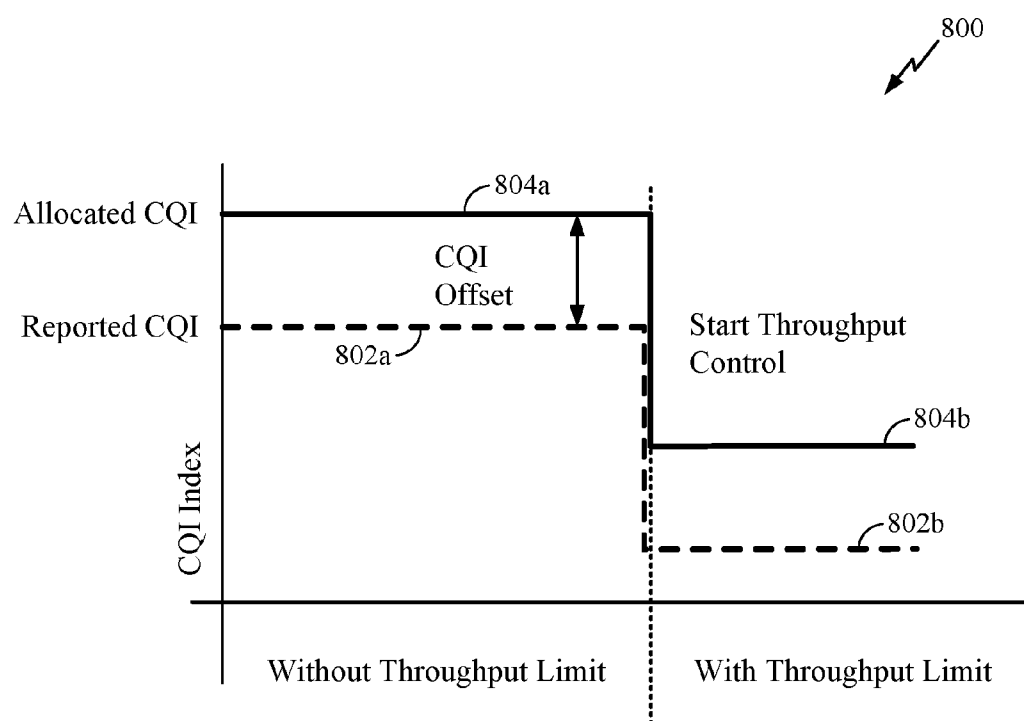 800
804a
Allocated CQI
CQI
Offset
Reported CQI
802a
Start Throughput
Control
804b
CQI Index
802b
Without Throughput Limit
With Throughput Limit